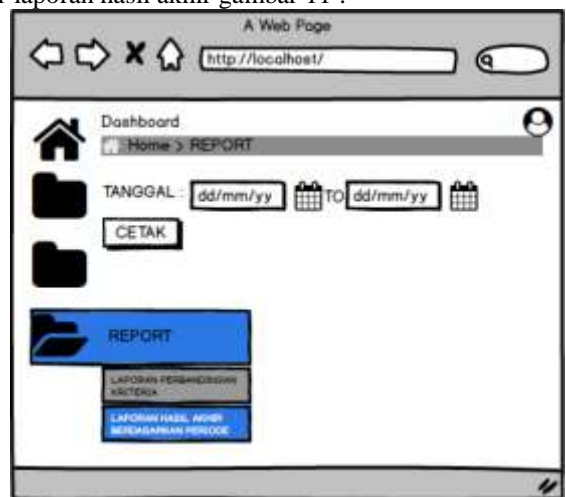 laporan hasil akhir gambar 11 :
A Web Page
http://localhost/
Dashboard
Home > REPORT
TANGGAL : dd/mm/yy TO dd/mm/yy
CETAK
REPORT
LAPORAN PERBANDINGAN
KRITERIA
LAPORAN HASIL AKHIR
BERDASARKAN PERIODE